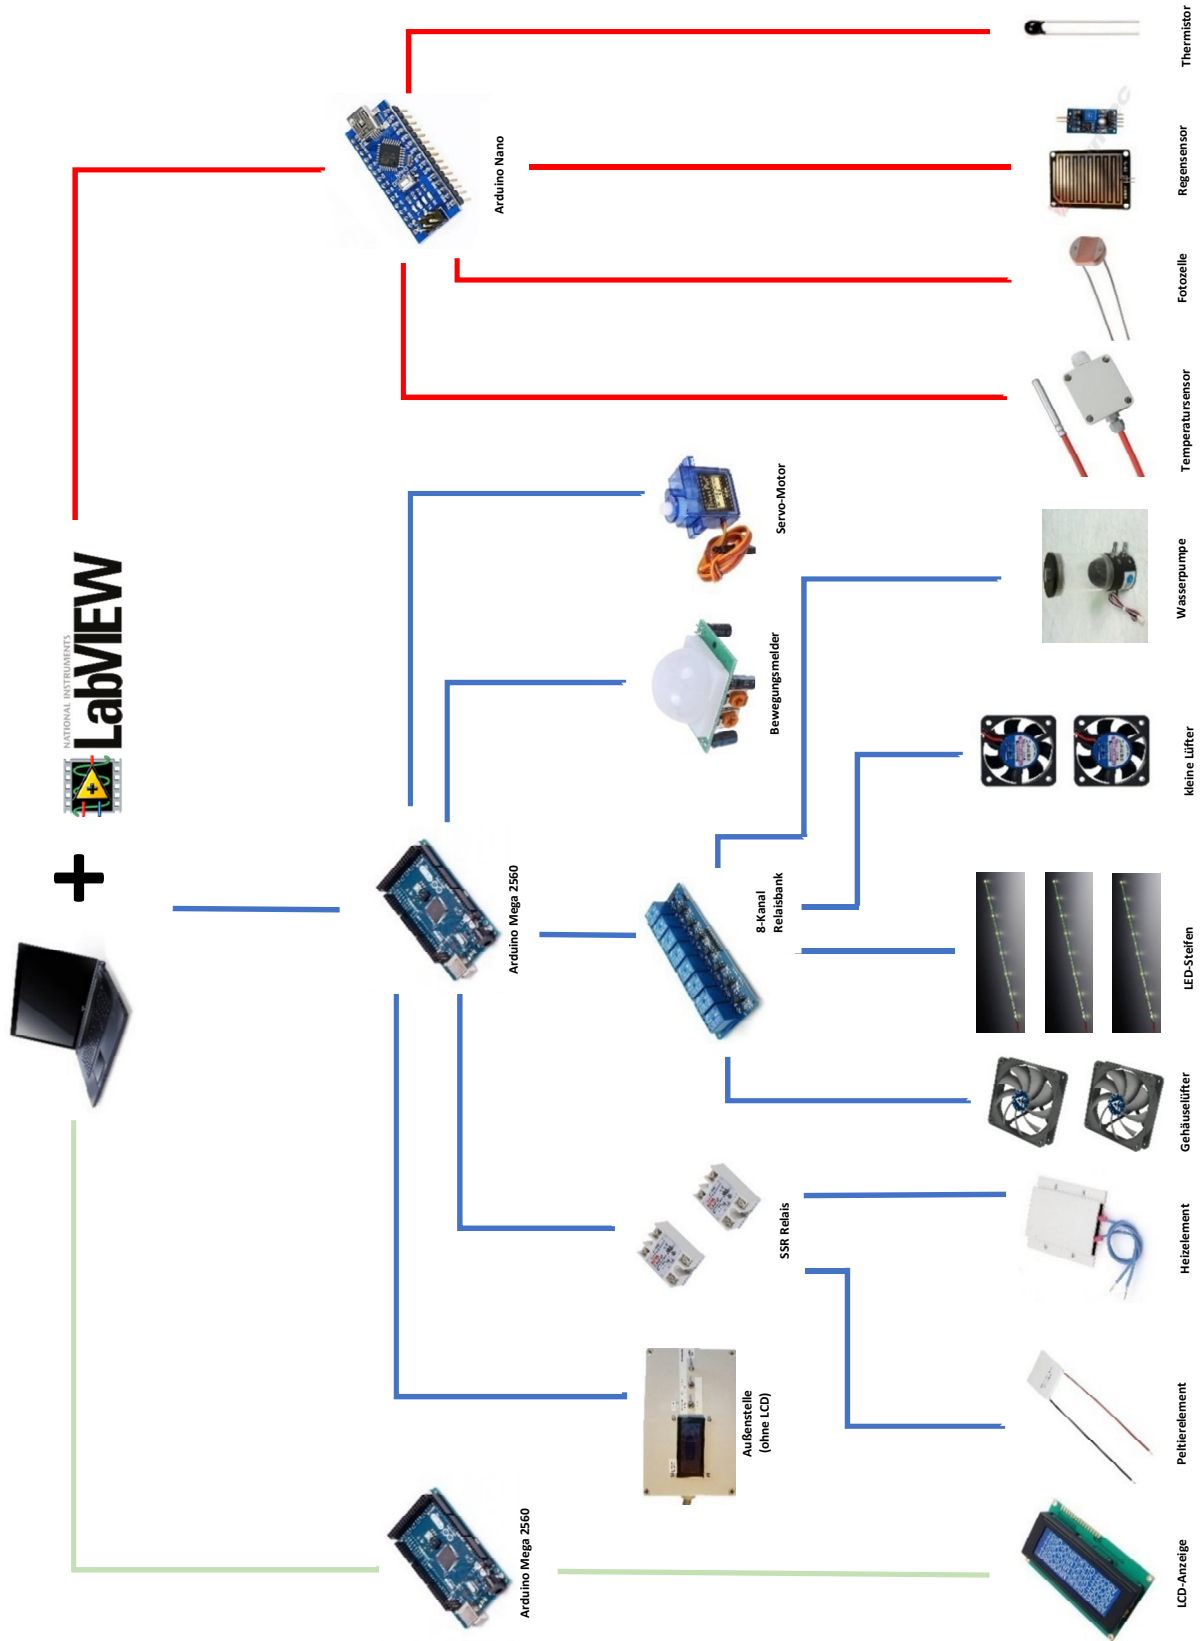 NATIONAL INSTRUMENTS
LabVIEW
Arduino Mega 2560
Arduino Mega 2560
Arduino Nano
Außenstelle
(ohne LCD)
SSR Relais
8-Kanal
Relaisbank
Bewegungsmelder
Servo-Motor
LCD-Anzeige
Peltierelement
Heizelement
Gehäuselüfter
LED-Steifen
kleine Lüfter
Wasserpumpe
Temperatursensor
Fotozelle
Regensensor
Thermistor